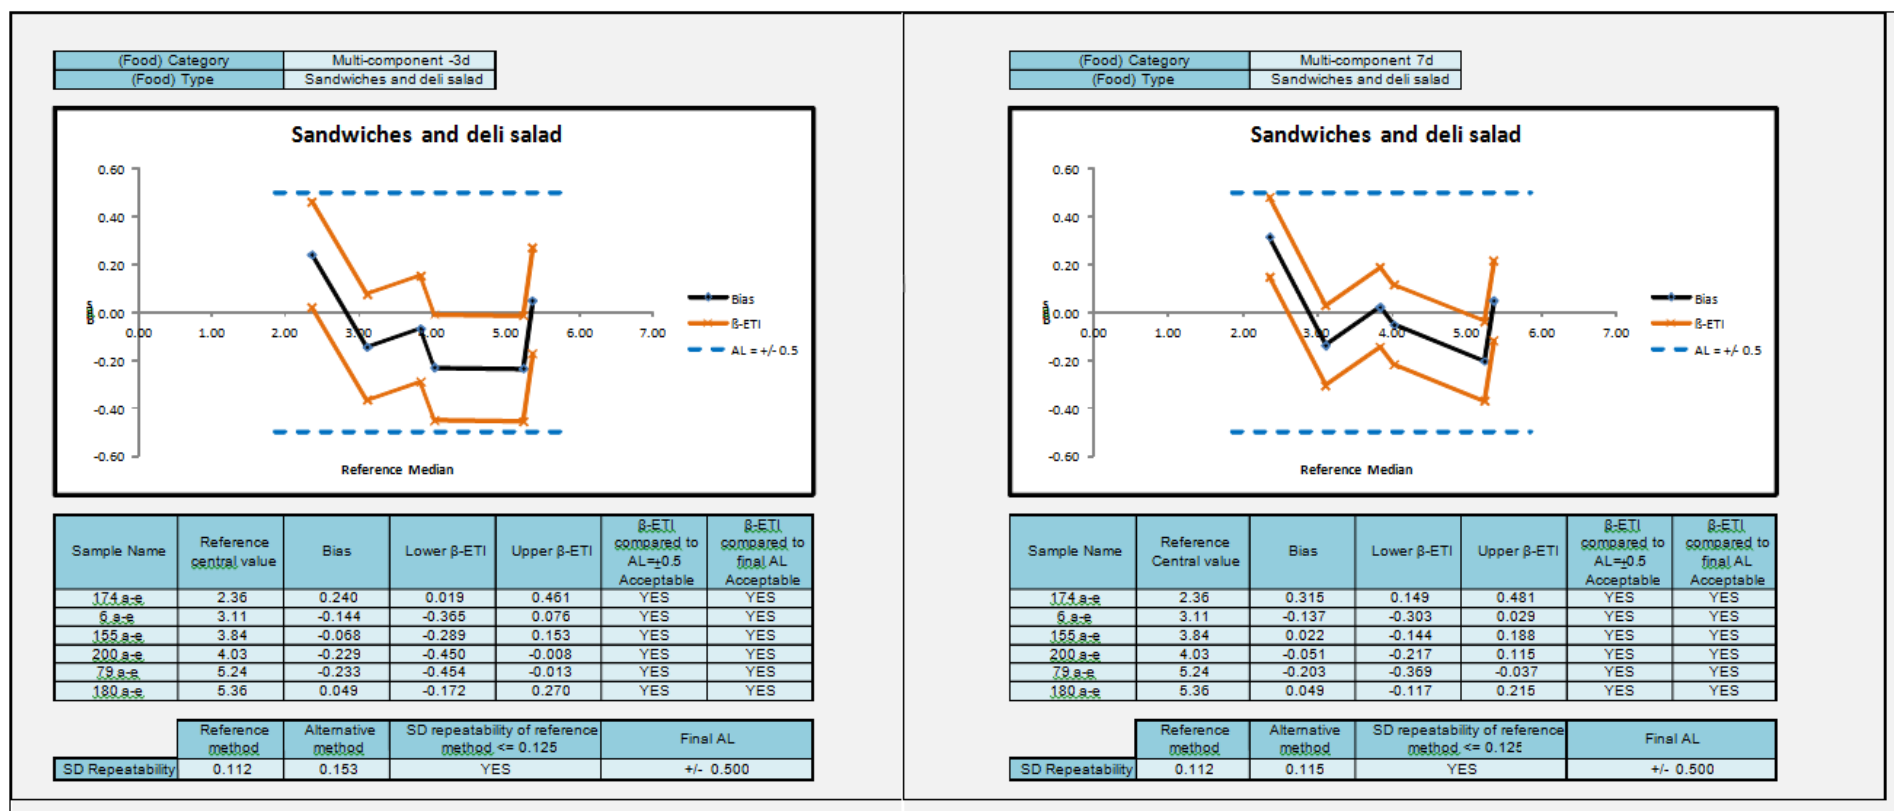 (Food) Category Multi-component -3d
(Food) Type Sandwiches and deli salad
Sandwiches and deli salad
0.60
0.40
0.20
0.00
-0.20
-0.40
-0.60
0.00 1.00 2.00 3.00 4.00 5.00 6.00 7.00
Reference Median
Bias
ß-ETI
AL = +/- 0.5
Sample Name Reference central value Bias Lower β-ETI Upper β-ETI β-ETI compared to AL=±0.5 Acceptable β-ETI compared to final AL Acceptable
174 a-e 2.36 0.240 0.019 0.461 YES YES
6 a-e 3.11 -0.144 -0.365 0.076 YES YES
155 a-e 3.84 -0.068 -0.289 0.153 YES YES
200 a-e 4.03 -0.229 -0.450 -0.008 YES YES
79 a-e 5.24 -0.233 -0.454 -0.013 YES YES
180 a-e 5.36 0.049 -0.172 0.270 YES YES
Reference method Alternative method SD repeatability of reference method <= 0.125 Final AL
SD Repeatability 0.112 0.153 YES +/- 0.500
(Food) Category Multi-component 7d
(Food) Type Sandwiches and deli salad
Sandwiches and deli salad
0.60
0.40
0.20
0.00
-0.20
-0.40
-0.60
0.00 1.00 2.00 3.00 4.00 5.00 6.00 7.00
Reference Median
Bias
ß-ETI
AL = +/- 0.5
Sample Name Reference Central value Bias Lower β-ETI Upper β-ETI β-ETI compared to AL=±0.5 Acceptable β-ETI compared to final AL Acceptable
174 a-e 2.36 0.315 0.149 0.481 YES YES
6 a-e 3.11 -0.137 -0.303 0.029 YES YES
155 a-e 3.84 0.022 -0.144 0.188 YES YES
200 a-e 4.03 -0.051 -0.217 0.115 YES YES
79 a-e 5.24 -0.203 -0.369 -0.037 YES YES
180 a-e 5.36 0.049 -0.117 0.215 YES YES
Reference method Alternative method SD repeatability of reference method <= 0.125 Final AL
SD Repeatability 0.112 0.115 YES +/- 0.500